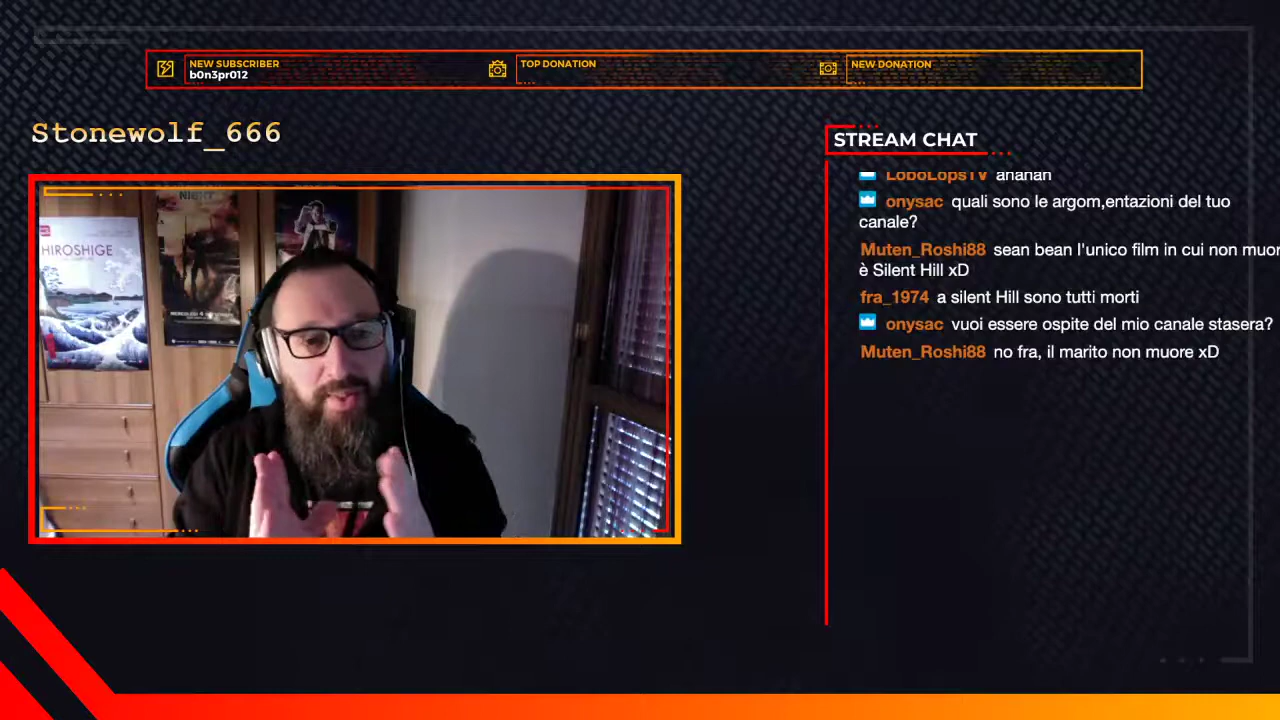 NEW SUBSCRIBER
b0n3pr012
TOP DONATION
NEW DONATION
Stonewolf_666
STREAM CHAT
LoboLopsTV ahahah
onysac quali sono le argom,entazioni del tuo
canale?
Muten_Roshi88 sean bean l'unico film in cui non muor
è Silent Hill xD
fra_1974 a silent Hill sono tutti morti
onysac vuoi essere ospite del mio canale stasera?
Muten_Roshi88 no fra, il marito non muore xD
HIROSHIGE